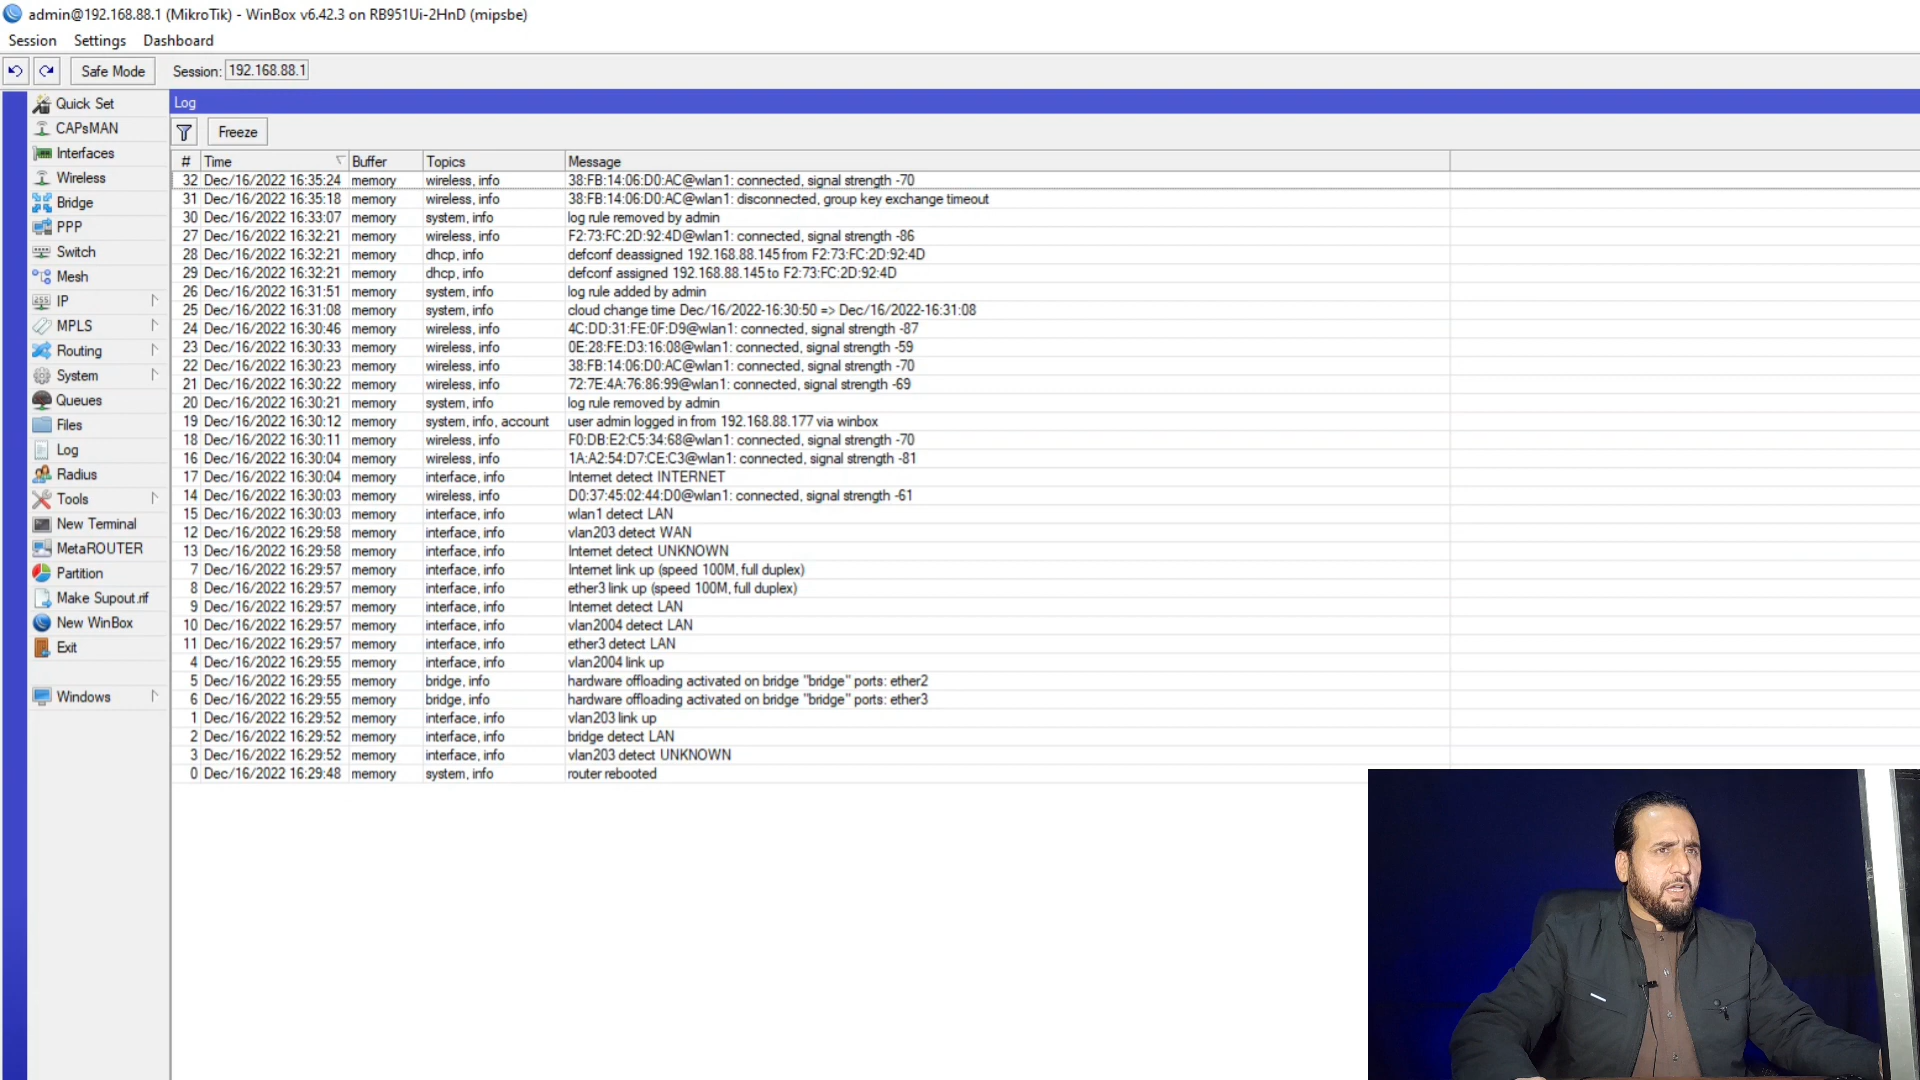 admin@192.168.88.1 (MikroTik) - WinBox v6.42.3 on RB951Ui-2HnD (mipsbe)
Session Settings Dashboard
Safe Mode Session: 192.168.88.1
Quick Set
CAPsMAN
Interfaces
Wireless
Bridge
PPP
Switch
Mesh
IP
MPLS
Routing
System
Queues
Files
Log
Radius
Tools
New Terminal
MetaROUTER
Partition
Make Supout.rif
New WinBox
Exit
Windows
Log
Freeze
# Time Buffer Topics Message
32 Dec/16/2022 16:35:24 memory wireless, info 38:FB:14:06:D0:AC@wlan1: connected, signal strength -70
31 Dec/16/2022 16:35:18 memory wireless, info 38:FB:14:06:D0:AC@wlan1: disconnected, group key exchange timeout
30 Dec/16/2022 16:33:07 memory system, info log rule removed by admin
27 Dec/16/2022 16:32:21 memory wireless, info F2:73:FC:2D:92:4D@wlan1: connected, signal strength -86
28 Dec/16/2022 16:32:21 memory dhcp, info defconf deassigned 192.168.88.145 from F2:73:FC:2D:92:4D
29 Dec/16/2022 16:32:21 memory dhcp, info defconf assigned 192.168.88.145 to F2:73:FC:2D:92:4D
26 Dec/16/2022 16:31:51 memory system, info log rule added by admin
25 Dec/16/2022 16:31:08 memory system, info cloud change time Dec/16/2022-16:30:50 => Dec/16/2022-16:31:08
24 Dec/16/2022 16:30:46 memory wireless, info 4C:DD:31:FE:0F:D9@wlan1: connected, signal strength -87
23 Dec/16/2022 16:30:33 memory wireless, info 0E:28:FE:D3:16:08@wlan1: connected, signal strength -59
22 Dec/16/2022 16:30:23 memory wireless, info 38:FB:14:06:D0:AC@wlan1: connected, signal strength -70
21 Dec/16/2022 16:30:22 memory wireless, info 72:7E:4A:76:86:99@wlan1: connected, signal strength -69
20 Dec/16/2022 16:30:21 memory system, info log rule removed by admin
19 Dec/16/2022 16:30:12 memory system, info, account user admin logged in from 192.168.88.177 via winbox
18 Dec/16/2022 16:30:11 memory wireless, info F0:DB:E2:C5:34:68@wlan1: connected, signal strength -70
16 Dec/16/2022 16:30:04 memory wireless, info 1A:A2:54:D7:CE:C3@wlan1: connected, signal strength -81
17 Dec/16/2022 16:30:04 memory interface, info Internet detect INTERNET
14 Dec/16/2022 16:30:03 memory wireless, info D0:37:45:02:44:D0@wlan1: connected, signal strength -61
15 Dec/16/2022 16:30:03 memory interface, info wlan1 detect LAN
12 Dec/16/2022 16:29:58 memory interface, info vlan203 detect WAN
13 Dec/16/2022 16:29:58 memory interface, info Internet detect UNKNOWN
7 Dec/16/2022 16:29:57 memory interface, info Internet link up (speed 100M, full duplex)
8 Dec/16/2022 16:29:57 memory interface, info ether3 link up (speed 100M, full duplex)
9 Dec/16/2022 16:29:57 memory interface, info Internet detect LAN
10 Dec/16/2022 16:29:57 memory interface, info vlan2004 detect LAN
11 Dec/16/2022 16:29:57 memory interface, info ether3 detect LAN
4 Dec/16/2022 16:29:55 memory interface, info vlan2004 link up
5 Dec/16/2022 16:29:55 memory bridge, info hardware offloading activated on bridge "bridge" ports: ether2
6 Dec/16/2022 16:29:55 memory bridge, info hardware offloading activated on bridge "bridge" ports: ether3
1 Dec/16/2022 16:29:52 memory interface, info vlan203 link up
2 Dec/16/2022 16:29:52 memory interface, info bridge detect LAN
3 Dec/16/2022 16:29:52 memory interface, info vlan203 detect UNKNOWN
0 Dec/16/2022 16:29:48 memory system, info router rebooted